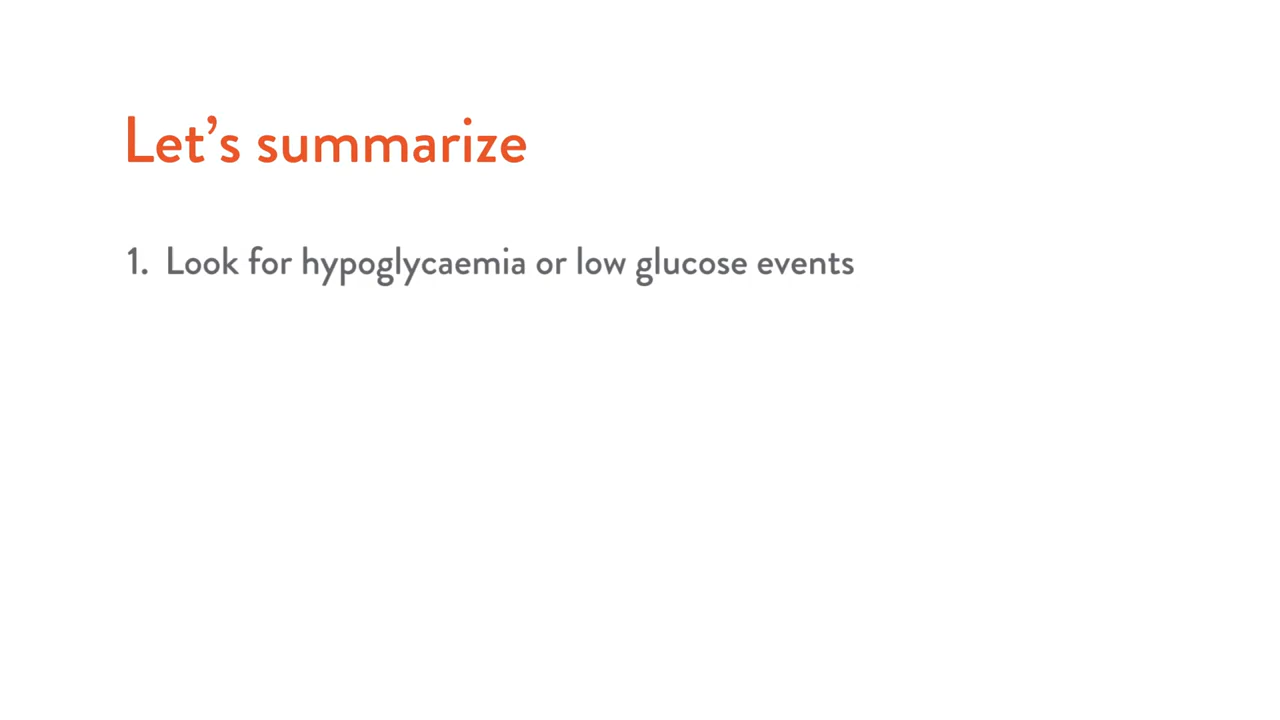 Let’s summarize
1. Look for hypoglycaemia or low glucose events